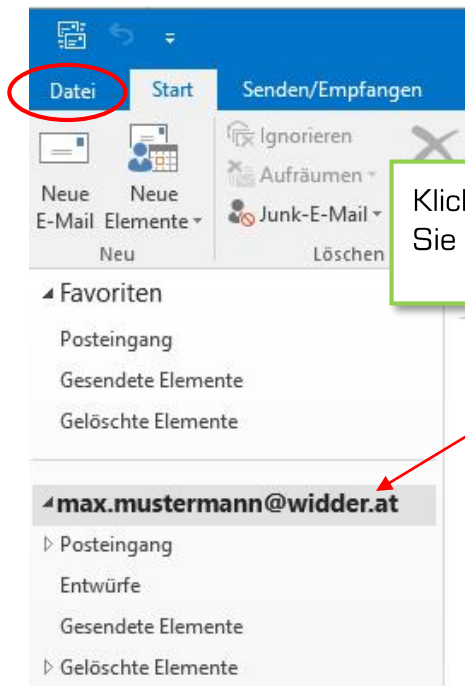 Datei Start Senden/Empfangen
Ignorieren
Aufräumen
Junk-E-Mail
Neue E-Mail
Neue Elemente
Neu
Löschen
Sie
Favoriten
Posteingang
Gesendete Elemente
Gelöschte Elemente
max.mustermann@widder.at
Posteingang
Entwürfe
Gesendete Elemente
Gelöschte Elemente